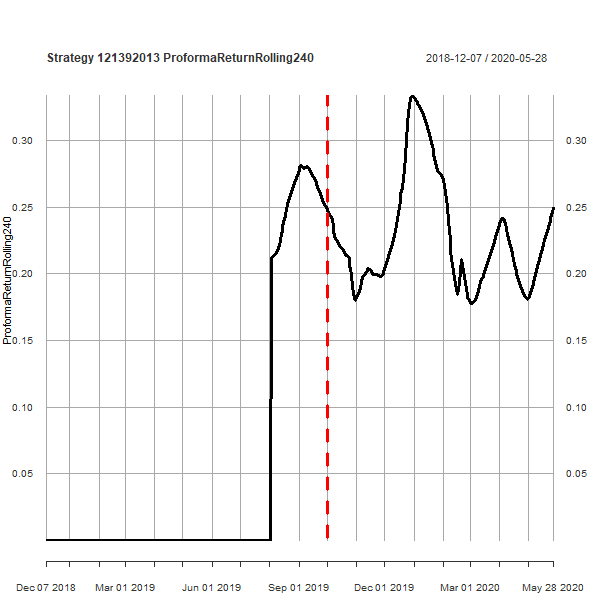 Strategy 121392013 ProformaReturnRolling240
2018-12-07 / 2020-05-28
ProformaReturnRolling240
0.30 0.30
0.25 0.25
0.20 0.20
0.15 0.15
0.10 0.10
0.05 0.05
Dec 07 2018 Mar 01 2019 Jun 01 2019 Sep 01 2019 Dec 01 2019 Mar 01 2020 May 28 2020